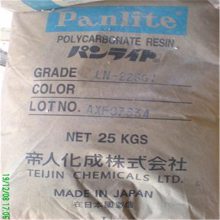 Panlite
POLYCARBONATE RESIN
パンライト
GRADE
COLOR
LOT NO.
NET 25 KGS
帝人化成株式会社
TEIJIN CHEMICALS LTD.
MADE IN JAPAN